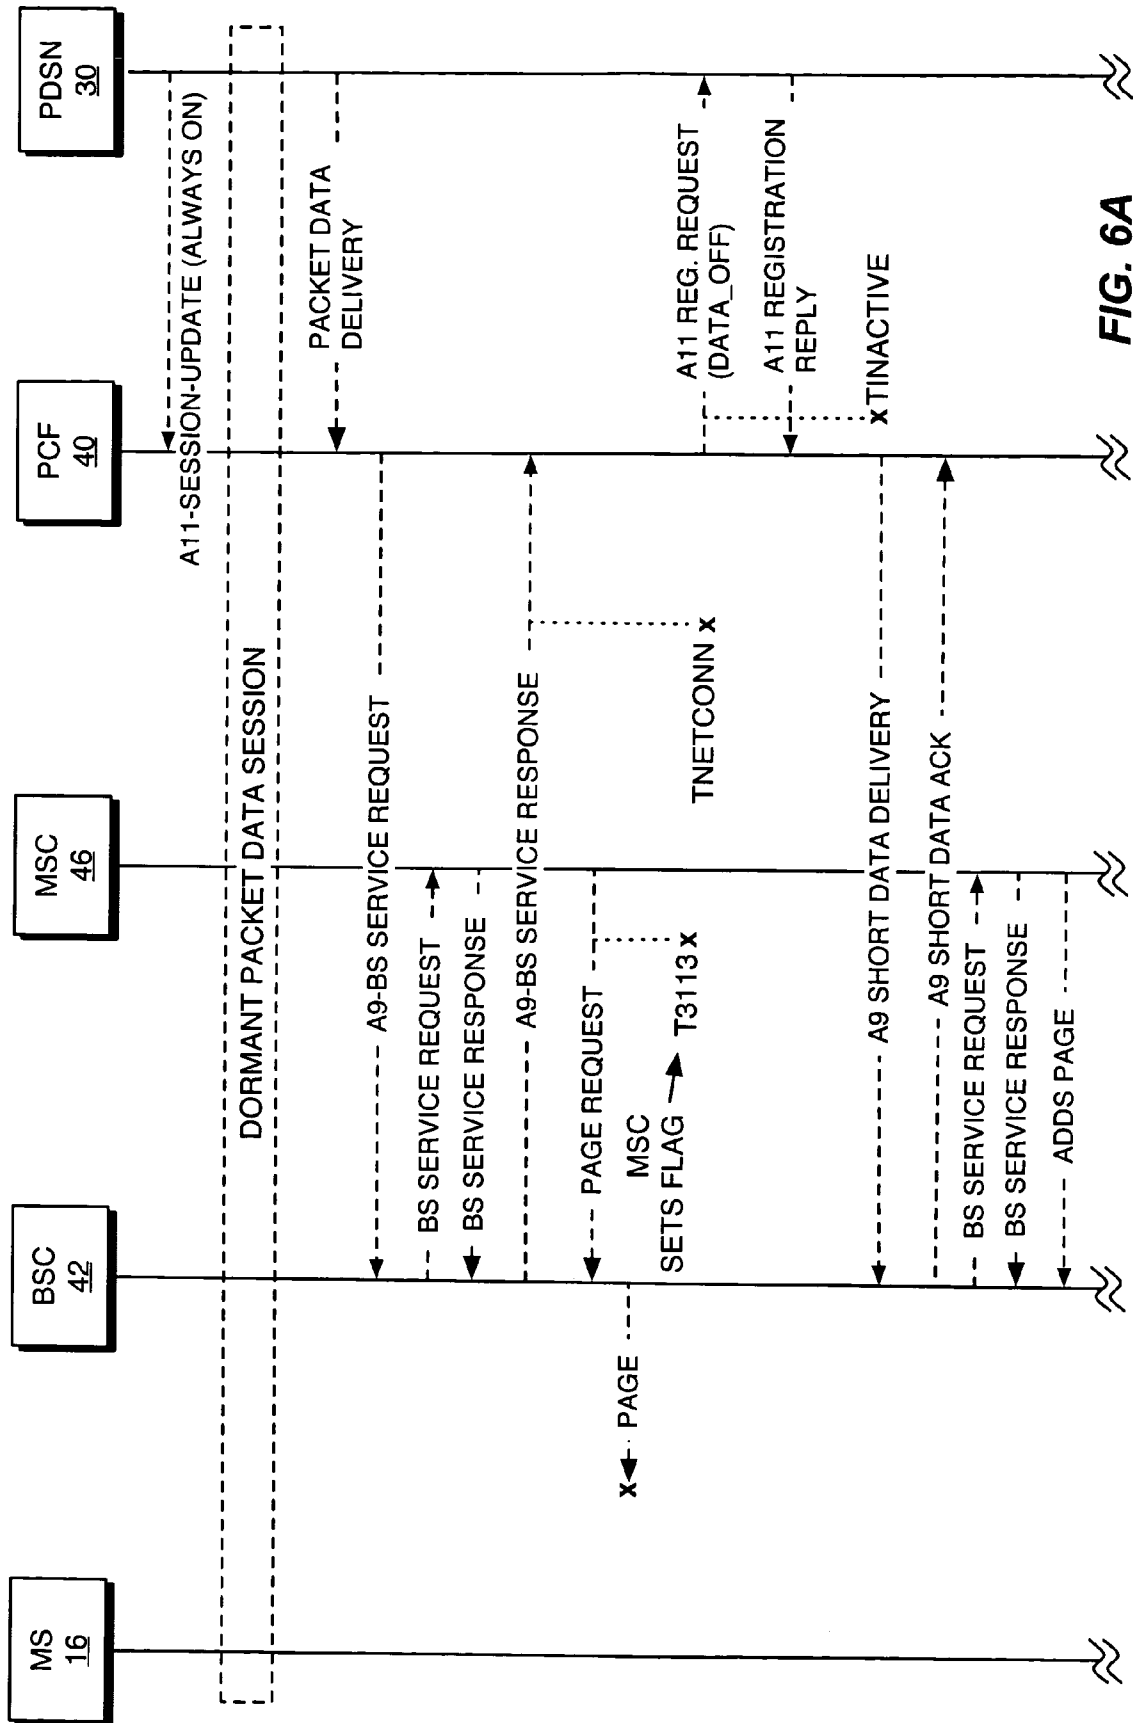 MS
16
BSC
42
MSC
46
PCF
40
PDSN
30
A11-SESSION-UPDATE (ALWAYS ON)
DORMANT PACKET DATA SESSION
PACKET DATA
DELIVERY
A9-BS SERVICE REQUEST
BS SERVICE REQUEST
BS SERVICE RESPONSE
A9-BS SERVICE RESPONSE
PAGE REQUEST
PAGE
X
MSC
SETS FLAG
T3113 X
TNETCONN X
A11 REG. REQUEST
(DATA_OFF)
A11 REGISTRATION
REPLY
X TINACTIVE
A9 SHORT DATA DELIVERY
A9 SHORT DATA ACK
BS SERVICE REQUEST
BS SERVICE RESPONSE
ADDS PAGE
FIG. 6A